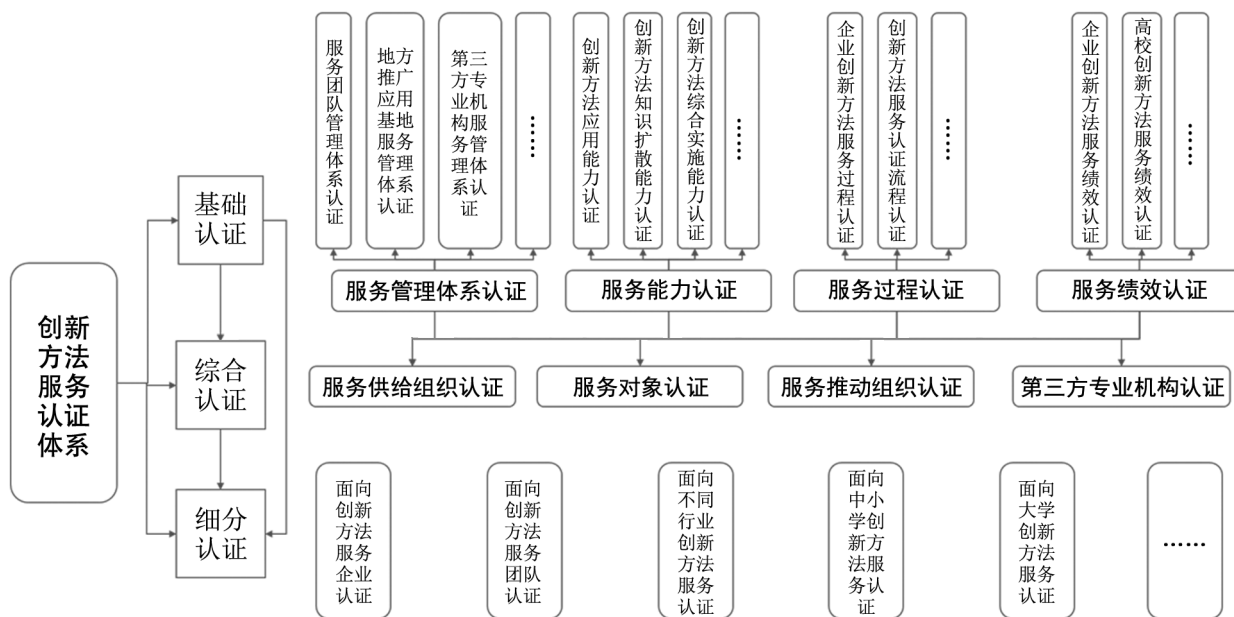 服务团队管理体系认证
地方推广应用基地服务管理体系认证
第三方专业机构服务管理体系认证
……
创新方法应用能力认证
创新方法知识扩散能力认证
创新方法综合实施能力认证
……
企业创新方法服务过程认证
创新方法服务认证流程认证
……
企业创新方法服务绩效认证
高校创新方法服务绩效认证
……
服务管理体系认证
服务能力认证
服务过程认证
服务绩效认证
基础
认证
创新
方法
服务
认证
体系
综合
认证
服务供给组织认证
服务对象认证
服务推动组织认证
第三方专业机构认证
细分
认证
面向创新方法服务企业认证
面向创新方法服务团队认证
面向不同行业创新方法服务认证
面向中小学创新方法服务认证
面向大学创新方法服务认证
……